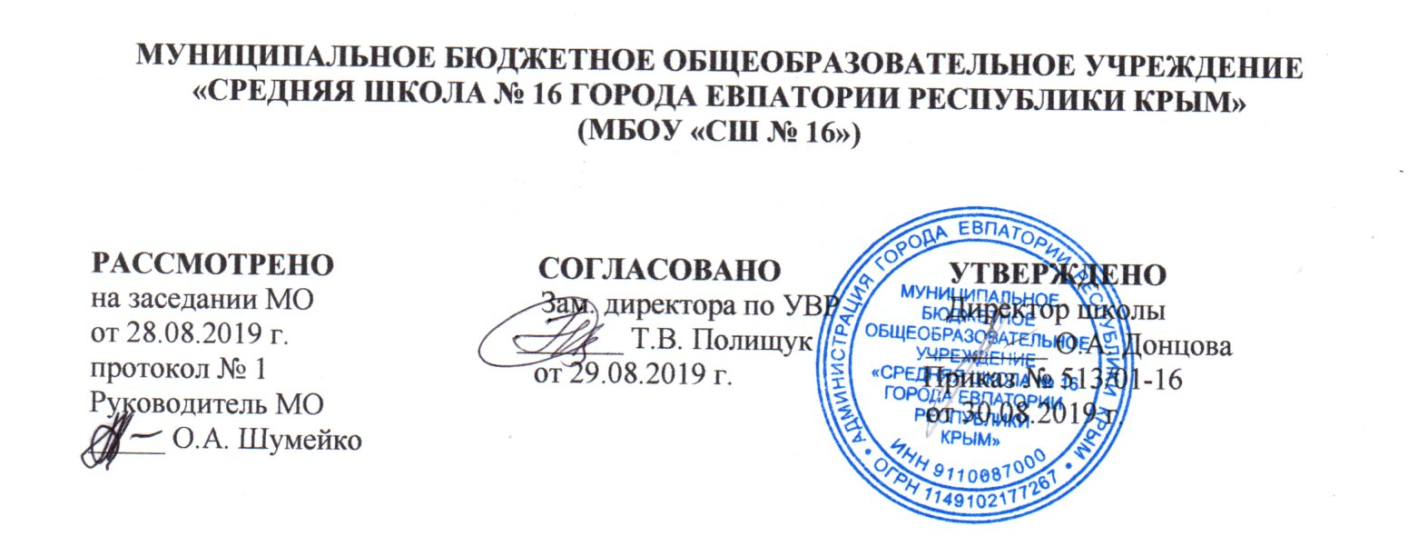 МУНИЦИПАЛЬНОЕ БЮДЖЕТНОЕ ОБЩЕОБРАЗОВАТЕЛЬНОЕ УЧРЕЖДЕНИЕ
«СРЕДНЯЯ ШКОЛА № 16 ГОРОДА ЕВПАТОРИИ РЕСПУБЛИКИ КРЫМ»
(МБОУ «СШ № 16»)
РАССМОТРЕНО
на заседании МО
от 28.08.2019 г.
протокол № 1
Руководитель МО
О.А. Шумейко
СОГЛАСОВАНО
Зам. директора по УВР
Т.В. Полищук
от 29.08.2019 г.
УТВЕРЖДЕНО
Директор школы
О.А. Донцова
Приказ № 513/01-16
от 30.08.2019 г.
АДМИНИСТРАЦИЯ ГОРОДА ЕВПАТОРИИ РЕСПУБЛИКИ КРЫМ
МУНИЦИПАЛЬНОЕ
БЮДЖЕТНОЕ
ОБЩЕОБРАЗОВАТЕЛЬНОЕ
УЧРЕЖДЕНИЕ
«СРЕДНЯЯ ШКОЛА № 16
ГОРОДА ЕВПАТОРИИ
РЕСПУБЛИКИ
КРЫМ»
ИНН 9110087000
ОГРН 1149102177267